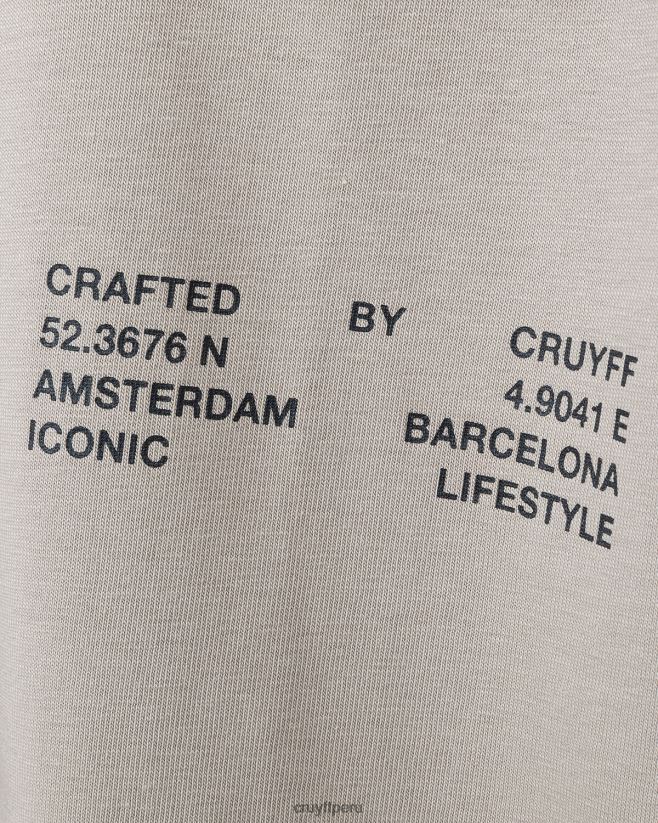 CRAFTED BY CRUYFF
52.3676 N 4.9041 E
AMSTERDAM BARCELONA
ICONIC LIFESTYLE
cruyffperu